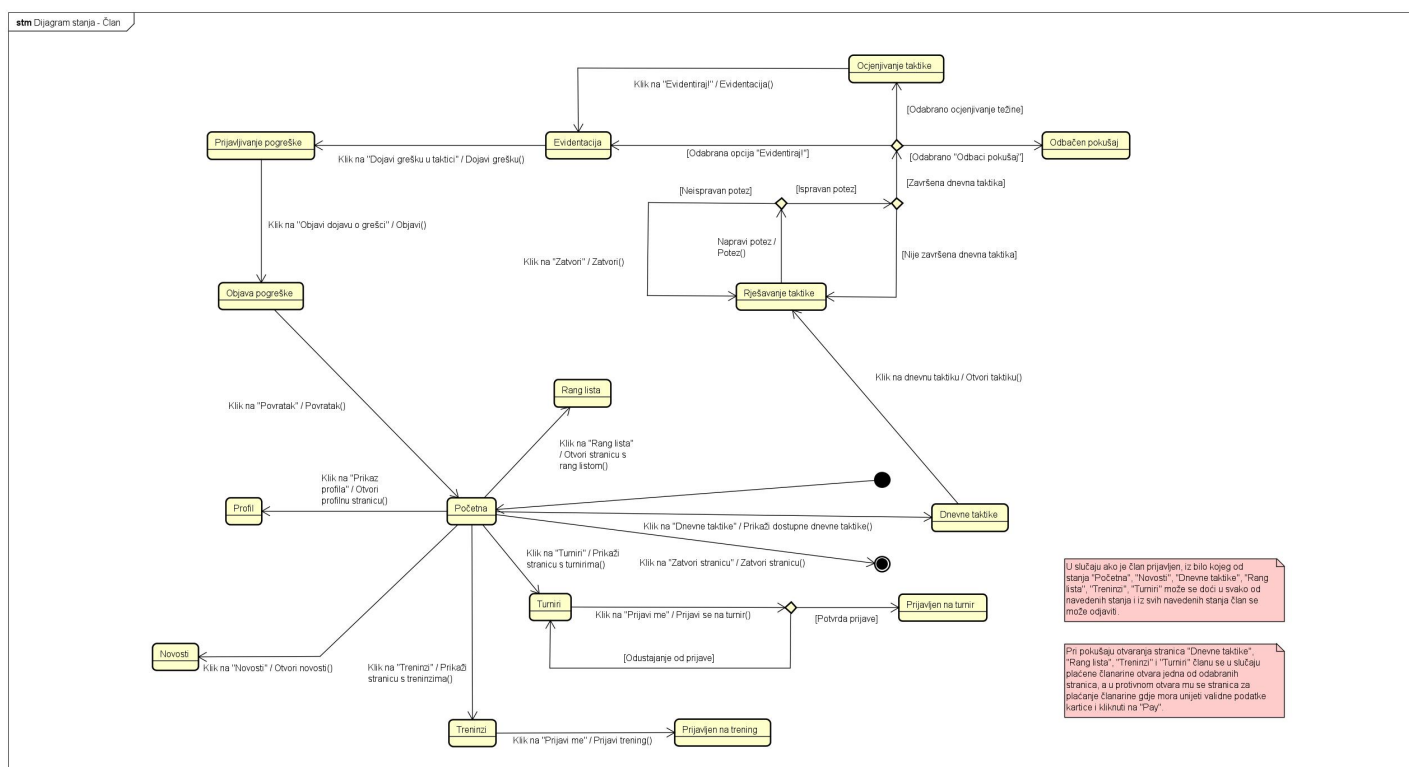 stm Dijagram stanja - Član
Ocjenjivanje taktike
Klik na "Evidentiraj!" / Evidentacija()
[Odabrano ocjenjivanje težine]
Prijavljivanje pogreške
Evidentacija
Odbačen pokušaj
Klik na "Dojavi grešku u taktici" / Dojavi grešku()
[Odabrana opcija "Evidentiraj!"]
[Odabrano "Odbaci pokušaj"]
[Završena dnevna taktika]
[Neispravan potez]
[Ispravan potez]
Klik na "Objavi dojavu o grešci" / Objavi()
Napravi potez /
Potez()
Klik na "Zatvori" / Zatvori()
[Nije završena dnevna taktika]
Objava pogreške
Rješavanje taktike
Klik na dnevnu taktiku / Otvori taktiku()
Rang lista
Klik na "Povratak" / Povratak()
Klik na "Rang lista"
/ Otvori stranicu s
rang listom()
Klik na "Prikaz
profila" / Otvori
profilnu stranicu()
Profil
Početna
Dnevne taktike
Klik na "Dnevne taktike" / Prikaži dostupne dnevne taktike()
Klik na "Turniri" / Prikaži
stranicu s turnirima()
Klik na "Zatvori stranicu" / Zatvori stranicu()
U slučaju ako je član prijavljen, iz bilo kojeg od
stanja "Početna", "Novosti", "Dnevne taktike", "Rang
lista", "Treninzi", "Turniri" može se doći u svako od
navedenih stanja i iz svih navedenih stanja član se
može odjaviti.
Turniri
Klik na "Prijavi me" / Prijavi se na turnir()
Prijavljen na turnir
[Potvrda prijave]
Novosti
Klik na "Novosti" / Otvori novosti()
[Odustajanje od prijave]
Klik na "Treninzi" / Prikaži
stranicu s treninzima()
Pri pokušaju otvaranja stranica "Dnevne taktike",
"Rang lista", "Treninzi" i "Turniri" članu se u slučaju
plaćene članarine otvara jedna od odabranih
stranica, a u protivnom otvara mu se stranica za
plaćanje članarine gdje mora unijeti validne podatke
kartice i kliknuti na "Pay".
Treninzi
Klik na "Prijavi me" / Prijavi trening()
Prijavljen na trening